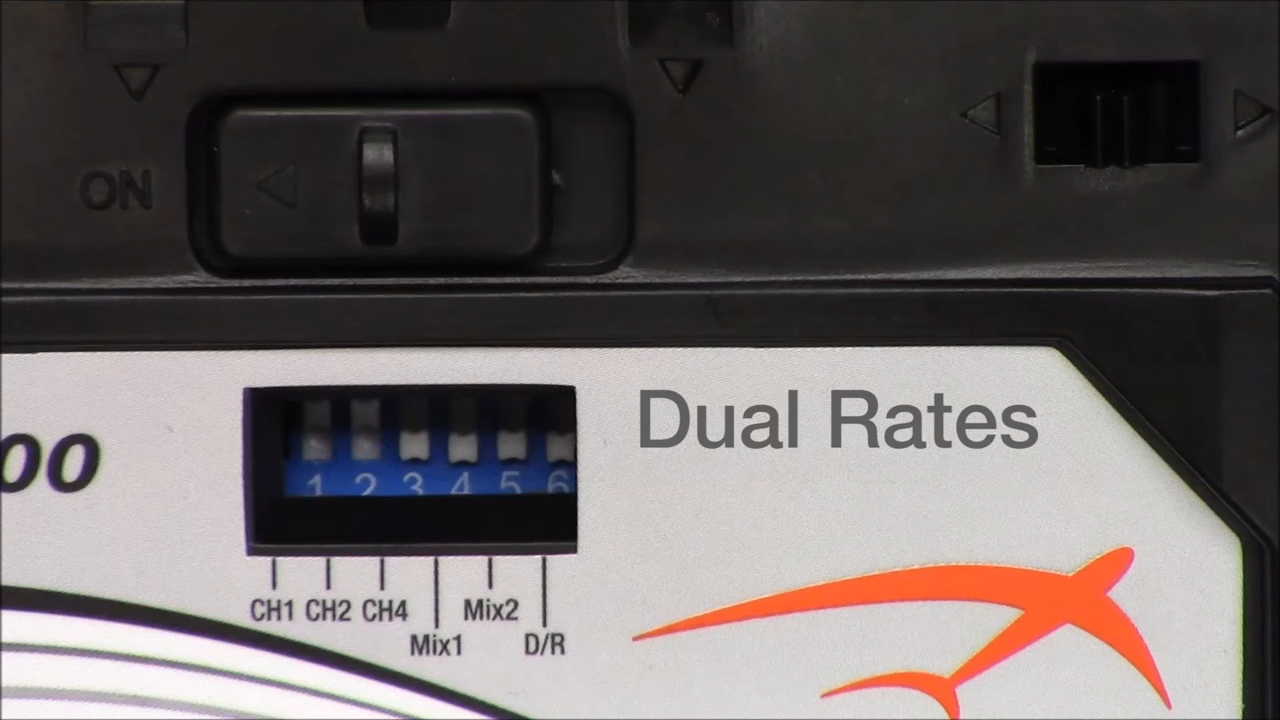 ON
Dual Rates
00
1 2 3 4 5 6
CH1 CH2 CH4
Mix1 Mix2 D/R